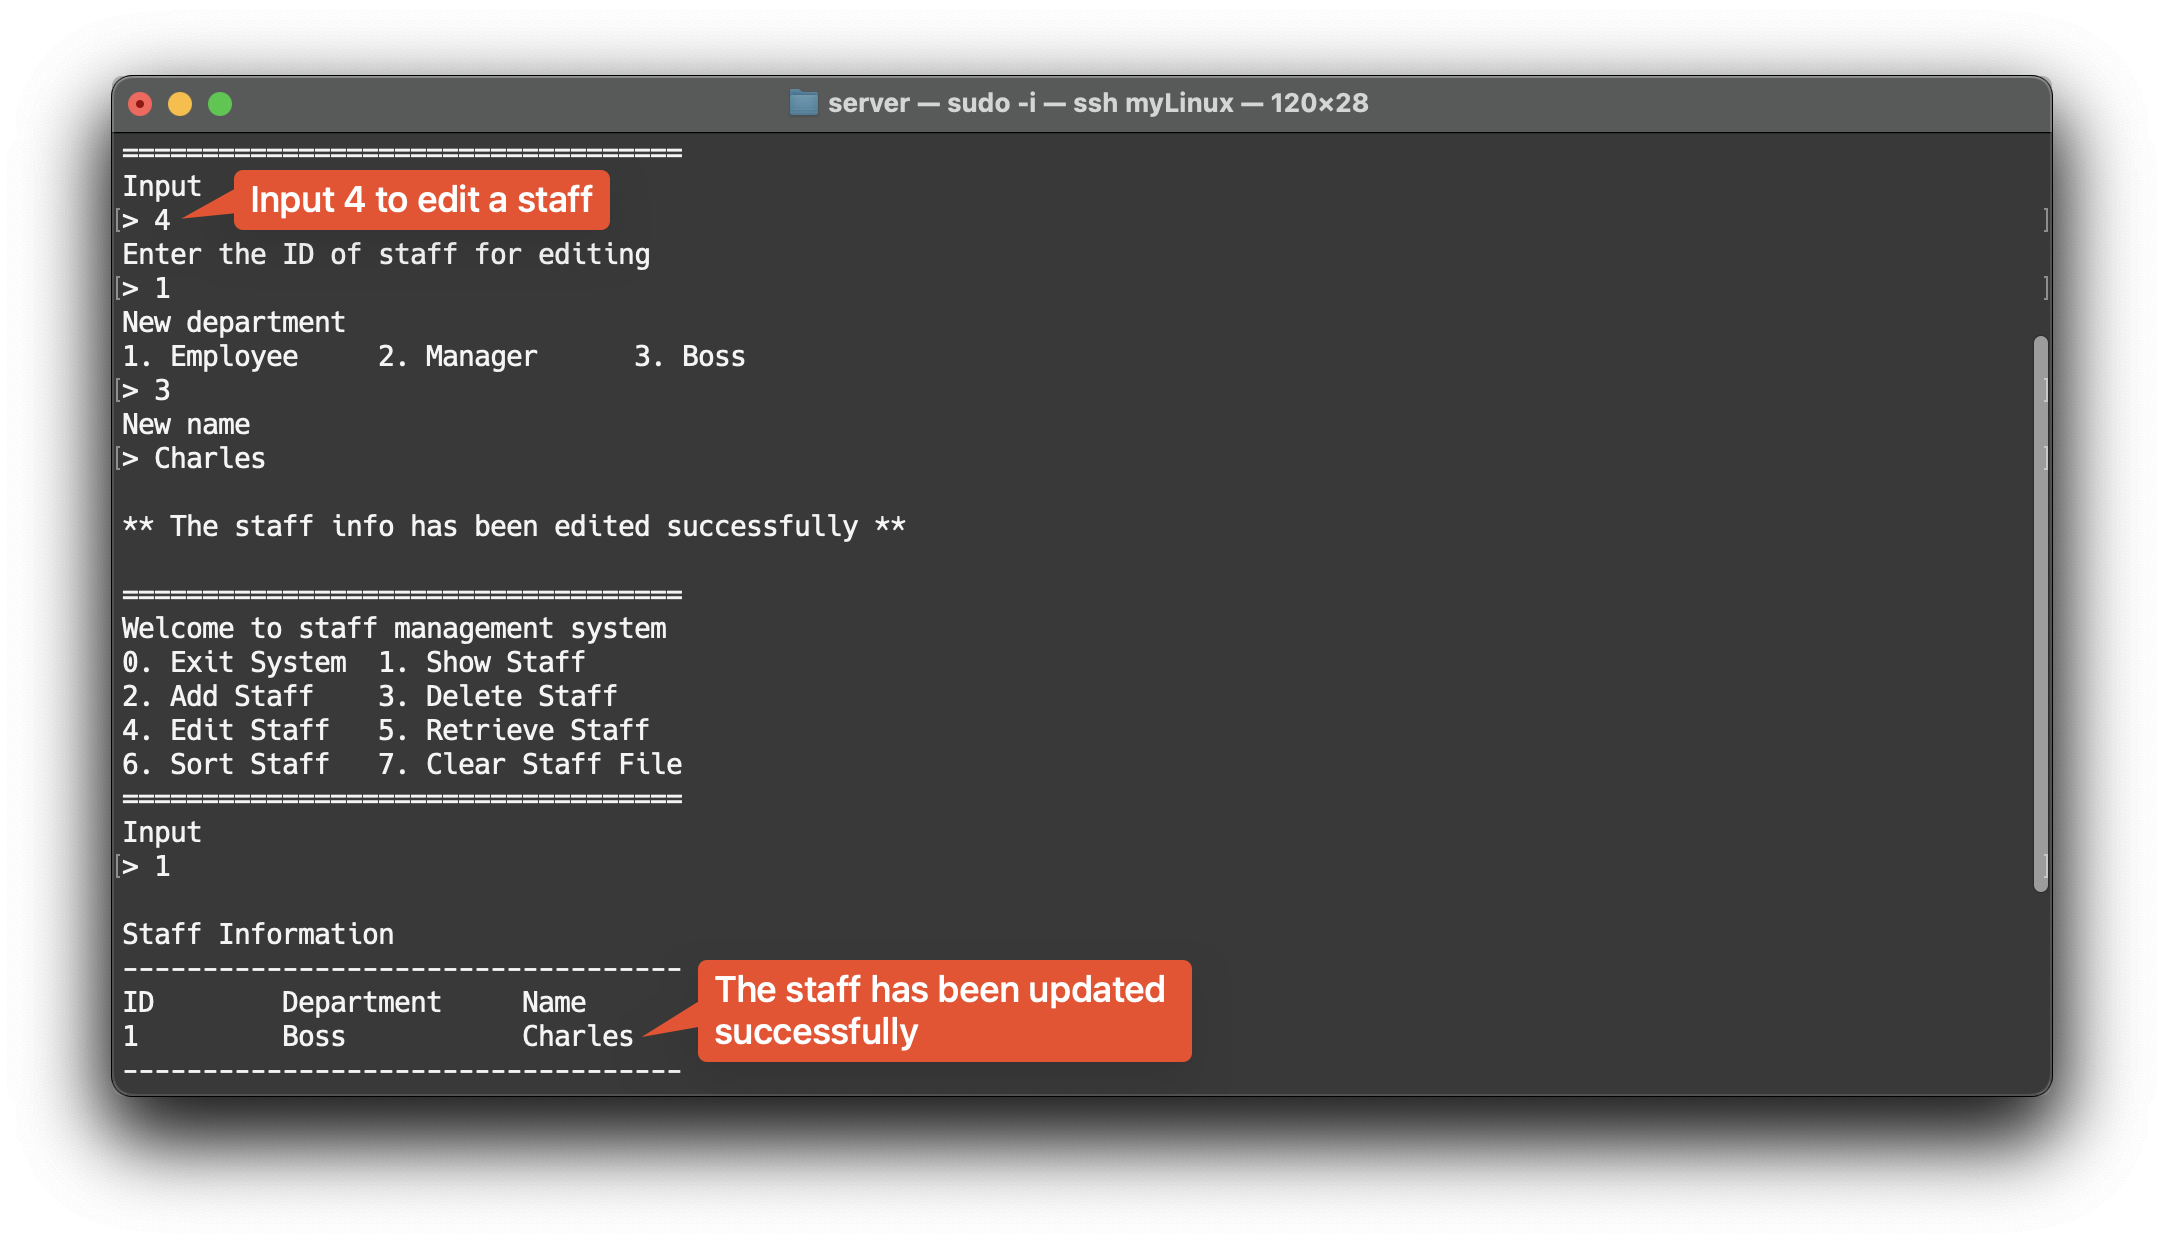 server — sudo -i — ssh myLinux — 120×28
===================================
Input
Input 4 to edit a staff
[> 4 ]
Enter the ID of staff for editing
[> 1 ]
New department
1. Employee     2. Manager      3. Boss
[> 3 ]
New name
[> Charles ]
** The staff info has been edited successfully **
===================================
Welcome to staff management system
0. Exit System  1. Show Staff
2. Add Staff    3. Delete Staff
4. Edit Staff   5. Retrieve Staff
6. Sort Staff   7. Clear Staff File
===================================
Input
[> 1 ]
Staff Information
-----------------------------------
ID        Department     Name
1         Boss           Charles
-----------------------------------
The staff has been updated
successfully